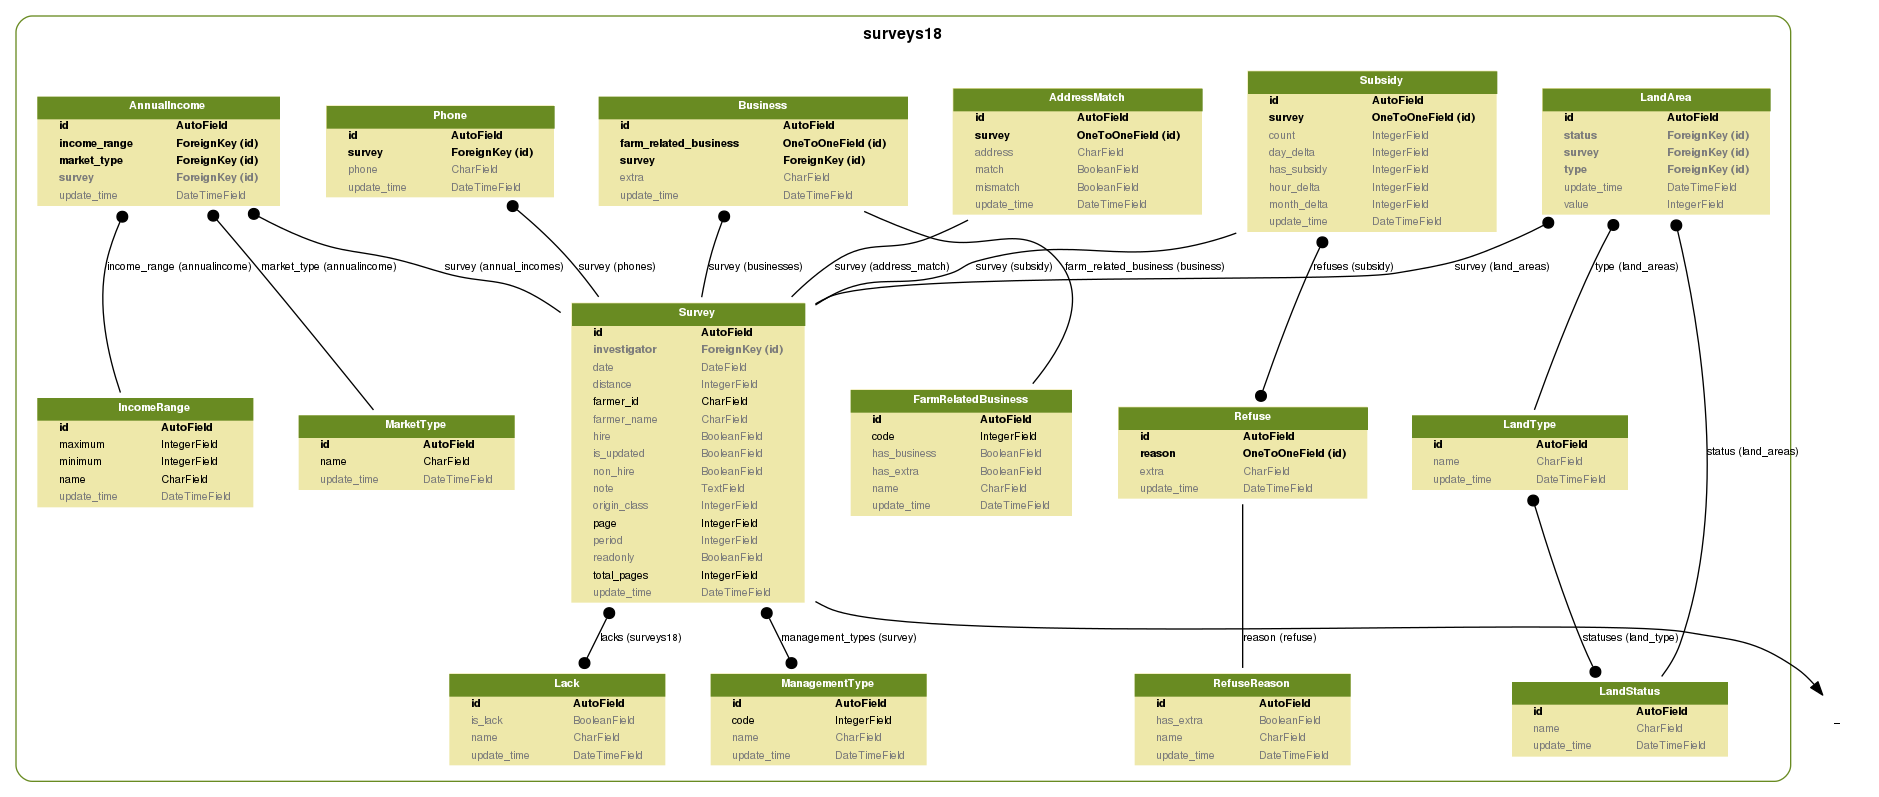 surveys18
AnnualIncome
id AutoField
income_range ForeignKey (id)
market_type ForeignKey (id)
survey ForeignKey (id)
update_time DateTimeField
Phone
id AutoField
survey ForeignKey (id)
phone CharField
update_time DateTimeField
Business
id AutoField
farm_related_business OneToOneField (id)
survey ForeignKey (id)
extra CharField
update_time DateTimeField
AddressMatch
id AutoField
survey OneToOneField (id)
address CharField
match BooleanField
mismatch BooleanField
update_time DateTimeField
Subsidy
id AutoField
survey OneToOneField (id)
count IntegerField
day_delta IntegerField
has_subsidy IntegerField
hour_delta IntegerField
month_delta IntegerField
update_time DateTimeField
LandArea
id AutoField
status ForeignKey (id)
survey ForeignKey (id)
type ForeignKey (id)
update_time DateTimeField
value IntegerField
income_range (annualincome)
market_type (annualincome)
survey (annual_incomes)
survey (phones)
survey (businesses)
survey (address_match)
survey (subsidy)
farm_related_business (business)
refuses (subsidy)
survey (land_areas)
type (land_areas)
Survey
id AutoField
investigator ForeignKey (id)
date DateField
distance IntegerField
farmer_id CharField
farmer_name CharField
hire BooleanField
is_updated BooleanField
non_hire BooleanField
note TextField
origin_class IntegerField
page IntegerField
period IntegerField
readonly BooleanField
total_pages IntegerField
update_time DateTimeField
IncomeRange
id AutoField
maximum IntegerField
minimum IntegerField
name CharField
update_time DateTimeField
MarketType
id AutoField
name CharField
update_time DateTimeField
FarmRelatedBusiness
id AutoField
code IntegerField
has_business BooleanField
has_extra BooleanField
name CharField
update_time DateTimeField
Refuse
id AutoField
reason OneToOneField (id)
extra CharField
update_time DateTimeField
LandType
id AutoField
name CharField
update_time DateTimeField
status (land_areas)
lacks (surveys18)
management_types (survey)
reason (refuse)
statuses (land_type)
Lack
id AutoField
is_lack BooleanField
name CharField
update_time DateTimeField
ManagementType
id AutoField
code IntegerField
name CharField
update_time DateTimeField
RefuseReason
id AutoField
has_extra BooleanField
name CharField
update_time DateTimeField
LandStatus
id AutoField
name CharField
update_time DateTimeField
_